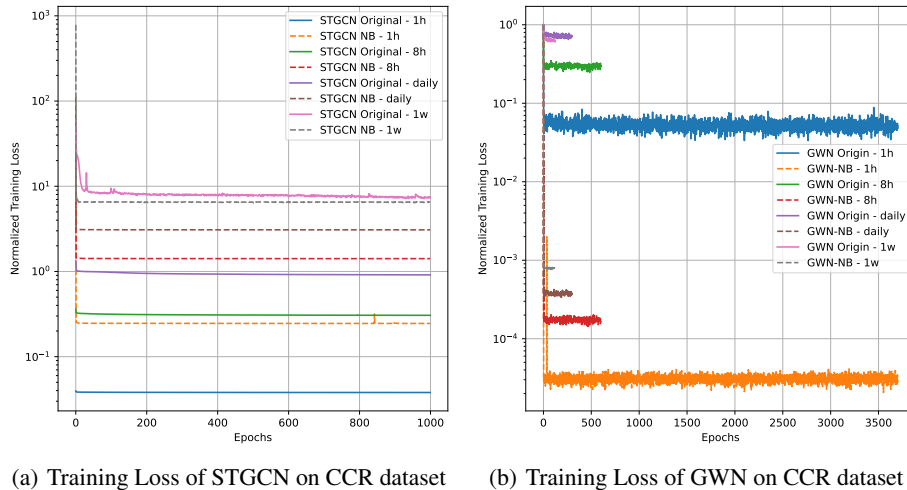 STGCN Original - 1h
STGCN NB - 1h
STGCN Original - 8h
STGCN NB - 8h
STGCN Original - daily
STGCN NB - daily
STGCN Original - 1w
STGCN NB - 1w
Normalized Training Loss
10³
10²
10¹
10⁰
10⁻¹
0 200 400 600 800 1000
Epochs
GWN Origin - 1h
GWN-NB - 1h
GWN Origin - 8h
GWN-NB - 8h
GWN Origin - daily
GWN-NB - daily
GWN Origin - 1w
GWN-NB - 1w
Normalized Training Loss
10⁰
10⁻¹
10⁻²
10⁻³
10⁻⁴
0 500 1000 1500 2000 2500 3000 3500
Epochs
(a) Training Loss of STGCN on CCR dataset
(b) Training Loss of GWN on CCR dataset